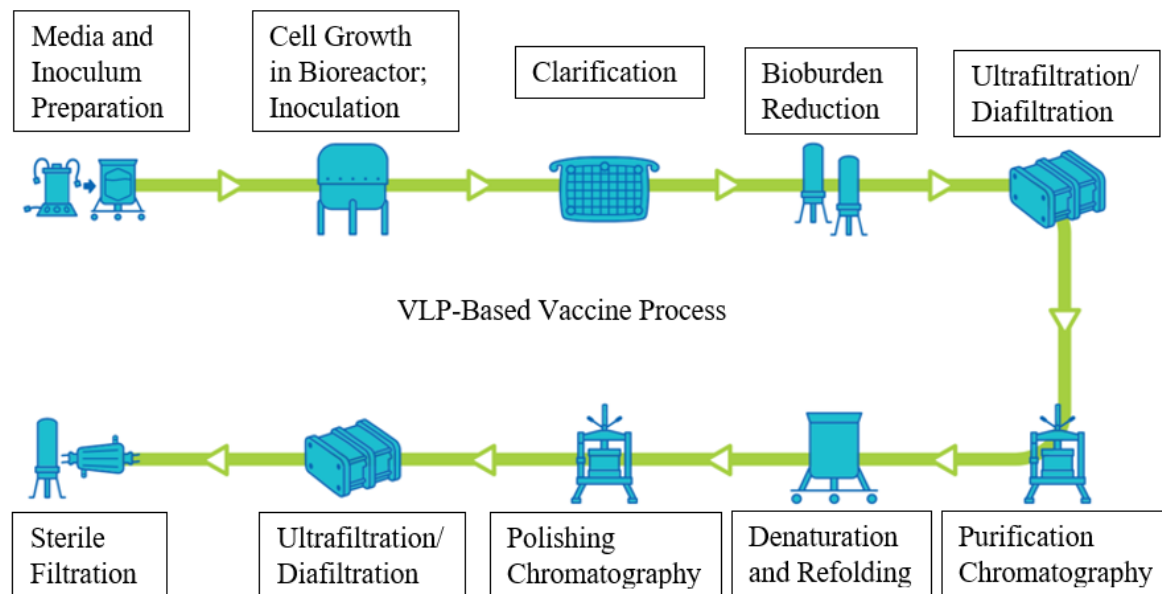 Media and
Inoculum
Preparation
Cell Growth
in Bioreactor;
Inoculation
Clarification
Bioburden
Reduction
Ultrafiltration/
Diafiltration
VLP-Based Vaccine Process
Sterile
Filtration
Ultrafiltration/
Diafiltration
Polishing
Chromatography
Denaturation
and Refolding
Purification
Chromatography